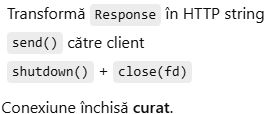 Transformă Response în HTTP string
send() către client
shutdown() + close(fd)
Conexiune închisă curat.